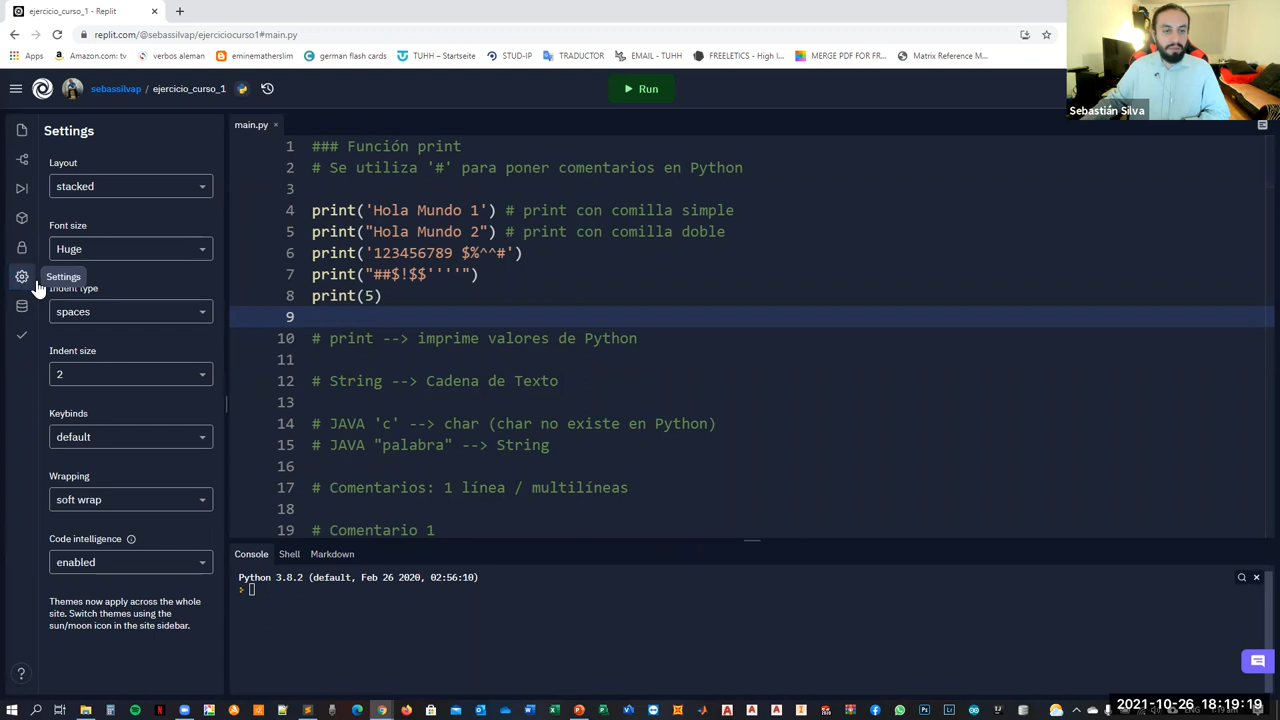 ejercicio_curso_1 - Replit
replit.com/@sebassilvap/ejerciciocurso1#main.py
Apps
Amazon.com: tv
verbos aleman
eminemathersIim
german flash cards
TUHH – Startseite
STUD-IP
TRADUCTOR
EMAIL - TUHH
FREELETICS – High I...
MERGE PDF FOR FR...
Matrix Reference M...
Sebastián Silva
sebassilvap / ejercicio_curso_1
Run
Settings
main.py
Layout
stacked
Font size
Huge
Settings
Indent type
spaces
Indent size
2
Keybinds
default
Wrapping
soft wrap
Code intelligence
enabled
Themes now apply across the whole
site. Switch themes using the
sun/moon icon in the site sidebar.
1 ### Función print
2 # Se utiliza '#' para poner comentarios en Python
3
4 print('Hola Mundo 1') # print con comilla simple
5 print("Hola Mundo 2") # print con comilla doble
6 print('123456789 $%^^#')
7 print("##$!$$''''")
8 print(5)
9
10 # print --> imprime valores de Python
11
12 # String --> Cadena de Texto
13
14 # JAVA 'c' --> char (char no existe en Python)
15 # JAVA "palabra" --> String
16
17 # Comentarios: 1 línea / multilíneas
18
19 # Comentario 1
Console
Shell
Markdown
Python 3.8.2 (default, Feb 26 2020, 02:56:10)
2021-10-26 18:19:19